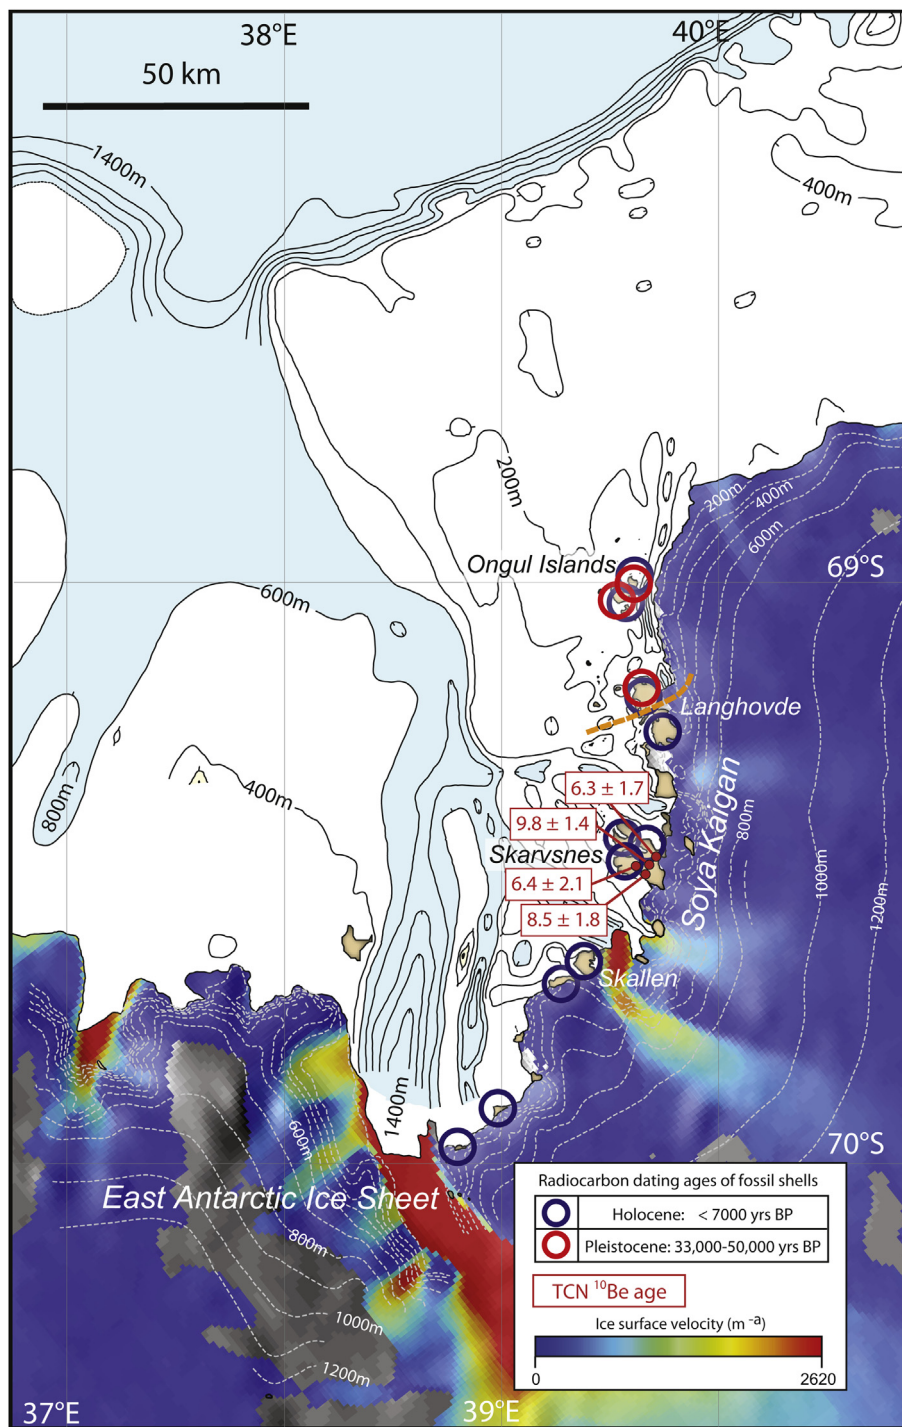 38°E
40°E
50 km
1400m
400m
200m
200m
400m
600m
Ongul Islands
69°S
600m
Langhovde
800m
400m
6.3 ± 1.7
9.8 ± 1.4
Skarvsnes
6.4 ± 2.1
8.5 ± 1.8
Soya Kaigan
800m
1000m
1200m
Skallen
1400m
600m
70°S
East Antarctic Ice Sheet
800m
1000m
1200m
Radiocarbon dating ages of fossil shells
Holocene: < 7000 yrs BP
Pleistocene: 33,000-50,000 yrs BP
TCN ¹⁰Be age
Ice surface velocity (m ⁻ᵃ)
0 2620
37°E
39°E